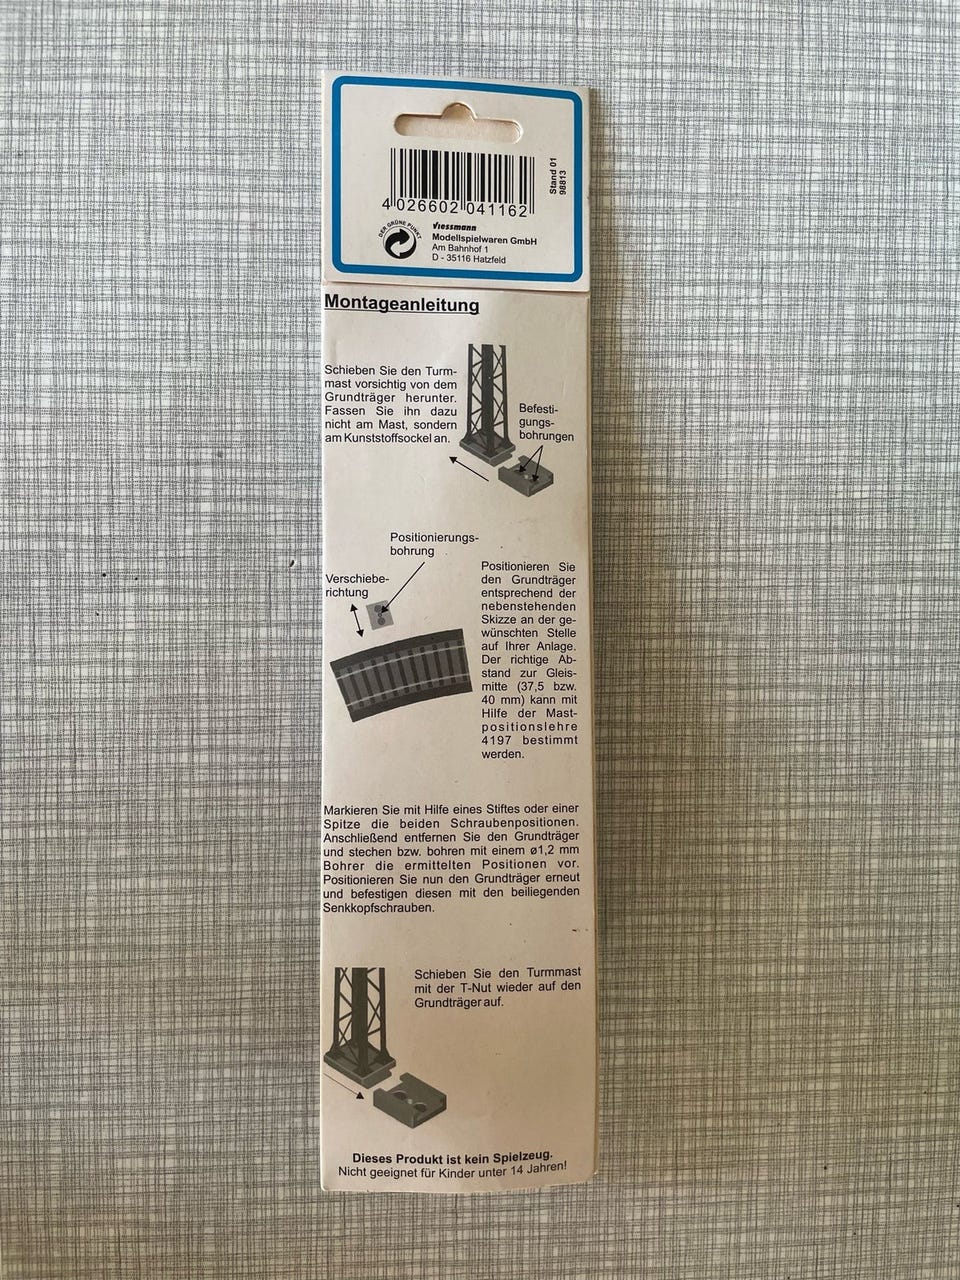 4 026602 041162
Stand 01
98813
DER GRÜNE PUNKT
viessmann
Modellspielwaren GmbH
Am Bahnhof 1
D - 35116 Hatzfeld
Montageanleitung
Schieben Sie den Turm-
mast vorsichtig von dem
Grundträger herunter.
Fassen Sie ihn dazu
nicht am Mast, sondern
am Kunststoffsockel an.
Befesti-
gungs-
bohrungen
Positionierungs-
bohrung
Verschiebe-
richtung
Positionieren Sie
den Grundträger
entsprechend der
nebenstehenden
Skizze an der ge-
wünschten Stelle
auf Ihrer Anlage.
Der richtige Ab-
stand zur Gleis-
mitte (37,5 bzw.
40 mm) kann mit
Hilfe der Mast-
positionslehre
4197 bestimmt
werden.
Markieren Sie mit Hilfe eines Stiftes oder einer
Spitze die beiden Schraubenpositionen.
Anschließend entfernen Sie den Grundträger
und stechen bzw. bohren mit einem ø1,2 mm
Bohrer die ermittelten Positionen vor.
Positionieren Sie nun den Grundträger erneut
und befestigen diesen mit den beiliegenden
Senkkopfschrauben.
Schieben Sie den Turmmast
mit der T-Nut wieder auf den
Grundträger auf.
Dieses Produkt ist kein Spielzeug.
Nicht geeignet für Kinder unter 14 Jahren!